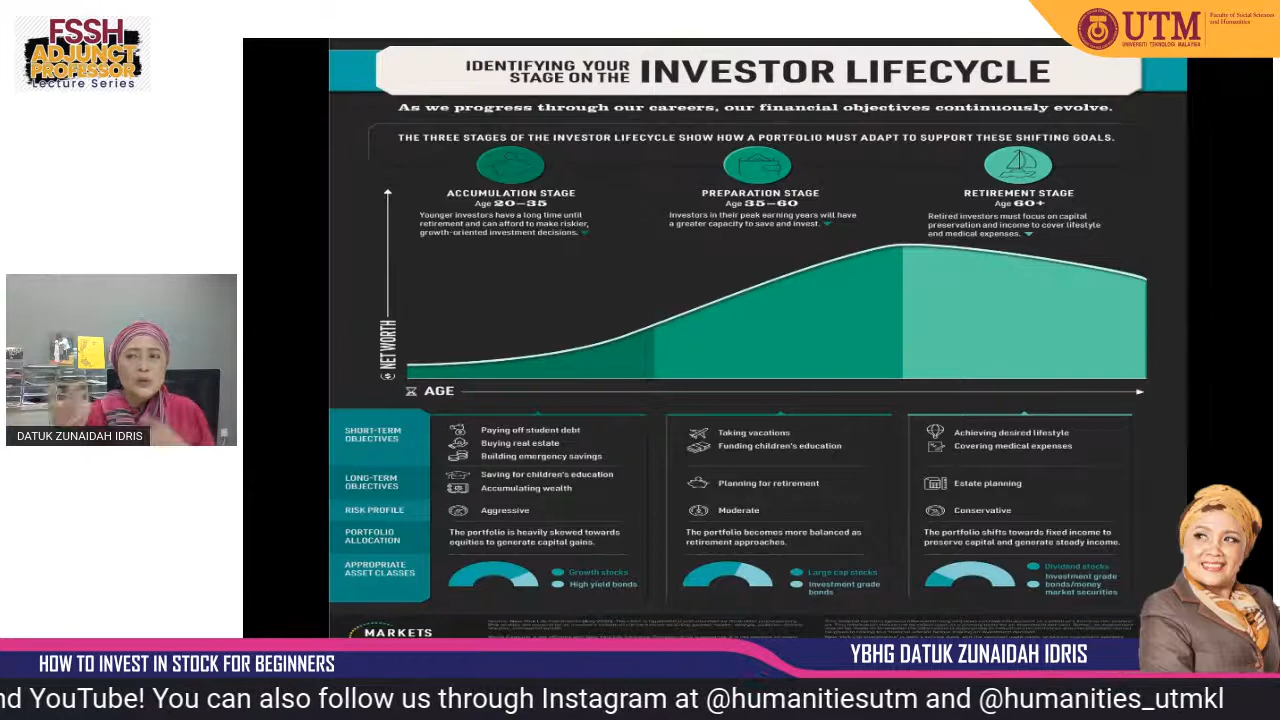 FSSH
ADJUNCT
PROFESSOR
Lecture Series
UTM
UNIVERSITI TEKNOLOGI MALAYSIA
Faculty of Social Sciences
and Humanities
IDENTIFYING YOUR
STAGE ON THE
INVESTOR LIFECYCLE
As we progress through our careers, our financial objectives continuously evolve.
THE THREE STAGES OF THE INVESTOR LIFECYCLE SHOW HOW A PORTFOLIO MUST ADAPT TO SUPPORT THESE SHIFTING GOALS.
ACCUMULATION STAGE
Age 20–35
Younger investors have a long time until
retirement and can afford to make riskier,
growth-oriented investment decisions.
PREPARATION STAGE
Age 35–60
Investors in their peak earning years will have
a greater capacity to save and invest.
RETIREMENT STAGE
Age 60+
Retired investors must focus on capital
preservation and income to cover lifestyle
and medical expenses.
NET WORTH
AGE
SHORT-TERM
OBJECTIVES
Paying off student debt
Buying real estate
Building emergency savings
Taking vacations
Funding children's education
Achieving desired lifestyle
Covering medical expenses
LONG-TERM
OBJECTIVES
Saving for children's education
Accumulating wealth
Planning for retirement
Estate planning
RISK PROFILE
Aggressive
Moderate
Conservative
PORTFOLIO
ALLOCATION
The portfolio is heavily skewed towards
equities to generate capital gains.
The portfolio becomes more balanced as
retirement approaches.
The portfolio shifts towards fixed income to
preserve capital and generate steady income.
APPROPRIATE
ASSET CLASSES
Growth stocks
High yield bonds
Large cap stocks
Investment grade
bonds
Dividend stocks
Investment grade
bonds/money
market securities
MARKETS
DATUK ZUNAIDAH IDRIS
HOW TO INVEST IN STOCK FOR BEGINNERS
YBHG DATUK ZUNAIDAH IDRIS
nd YouTube! You can also follow us through Instagram at @humanitiesutm and @humanities_utmkl